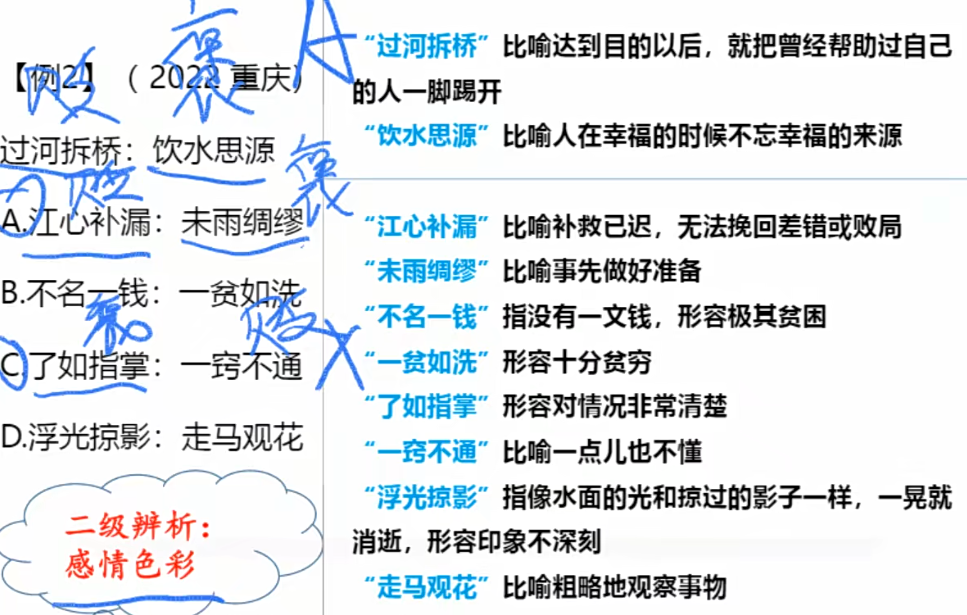 【例2】（2022 重庆）
过河拆桥：饮水思源
A.江心补漏：未雨绸缪
B.不名一钱：一贫如洗
C.了如指掌：一窍不通
D.浮光掠影：走马观花
二级辨析：
感情色彩
“过河拆桥”比喻达到目的以后，就把曾经帮助过自己
的人一脚踢开
“饮水思源”比喻人在幸福的时候不忘幸福的来源
“江心补漏”比喻补救已迟，无法挽回差错或败局
“未雨绸缪”比喻事先做好准备
“不名一钱”指没有一文钱，形容极其贫困
“一贫如洗”形容十分贫穷
“了如指掌”形容对情况非常清楚
“一窍不通”比喻一点儿也不懂
“浮光掠影”指像水面的光和掠过的影子一样，一晃就
消逝，形容印象不深刻
“走马观花”比喻粗略地观察事物
贬 褒 A
贬 褒
褒 贬